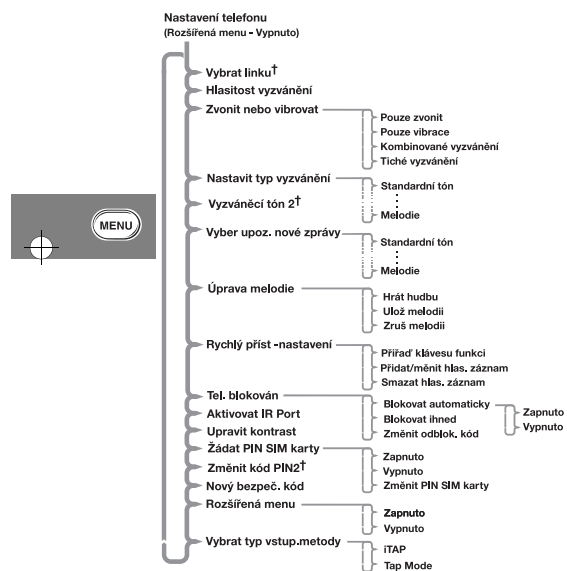 Nastavení telefonu
(Rozšířená menu - Vypnuto)
MENU
Vybrat linku†
Hlasitost vyzvánění
Zvonit nebo vibrovat
Pouze zvonit
Pouze vibrace
Kombinované vyzvánění
Tiché vyzvánění
Nastavit typ vyzvánění
Standardní tón
Melodie
Vyzváněcí tón 2†
Vyber upoz. nové zprávy
Standardní tón
Melodie
Úprava melodie
Hrát hudbu
Ulož melodii
Zruš melodii
Rychlý příst -nastavení
Přiřaď klávesu funkci
Přidat/měnit hlas. záznam
Smazat hlas. záznam
Tel. blokován
Blokovat automaticky
Zapnuto
Vypnuto
Blokovat ihned
Změnit odblok. kód
Aktivovat IR Port
Upravit kontrast
Žádat PIN SIM karty
Zapnuto
Vypnuto
Změnit PIN SIM karty
Změnit kód PIN2†
Nový bezpeč. kód
Rozšířená menu
Zapnuto
Vypnuto
Vybrat typ vstup.metody
iTAP
Tap Mode